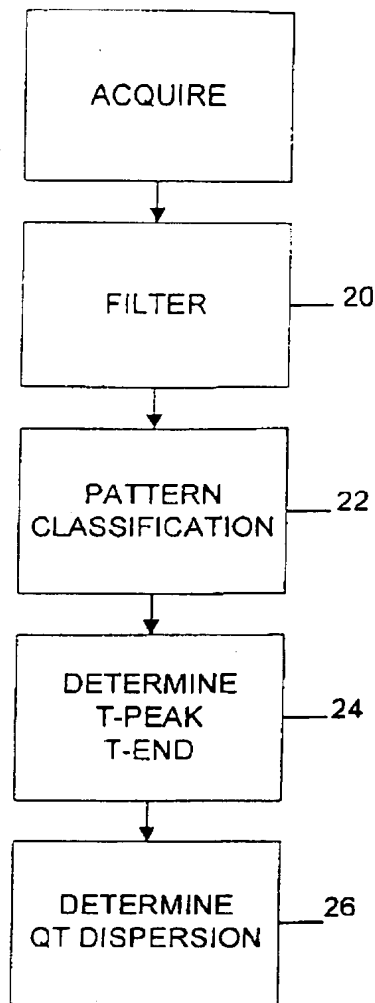 ACQUIRE
FILTER
20
PATTERN
CLASSIFICATION
22
DETERMINE
T-PEAK
T-END
24
DETERMINE
QT DISPERSION
26